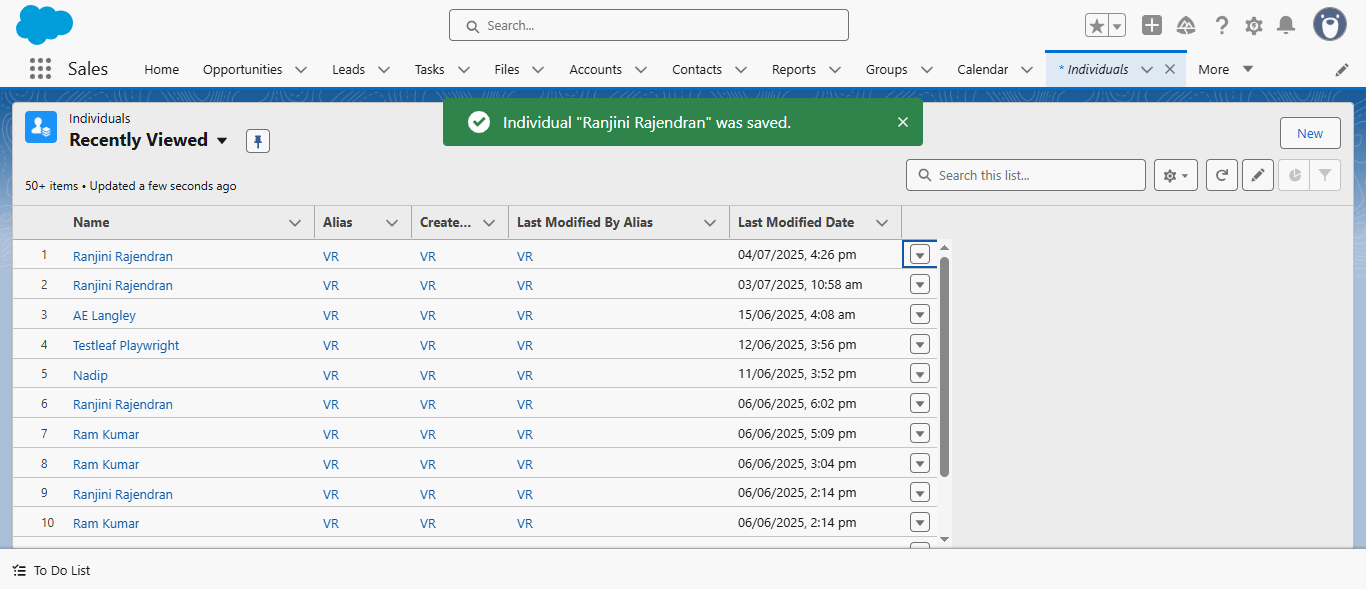 Search...
Sales
Home
Opportunities
Leads
Tasks
Files
Accounts
Contacts
Reports
Groups
Calendar
* Individuals
More
Individual "Ranjini Rajendran" was saved.
Individuals
Recently Viewed
New
50+ items • Updated a few seconds ago
Search this list...
Name Alias Create... Last Modified By Alias Last Modified Date
1 Ranjini Rajendran VR VR VR 04/07/2025, 4:26 pm
2 Ranjini Rajendran VR VR VR 03/07/2025, 10:58 am
3 AE Langley VR VR VR 15/06/2025, 4:08 am
4 Testleaf Playwright VR VR VR 12/06/2025, 3:56 pm
5 Nadip VR VR VR 11/06/2025, 3:52 pm
6 Ranjini Rajendran VR VR VR 06/06/2025, 6:02 pm
7 Ram Kumar VR VR VR 06/06/2025, 5:09 pm
8 Ram Kumar VR VR VR 06/06/2025, 3:04 pm
9 Ranjini Rajendran VR VR VR 06/06/2025, 2:14 pm
10 Ram Kumar VR VR VR 06/06/2025, 2:14 pm
To Do List